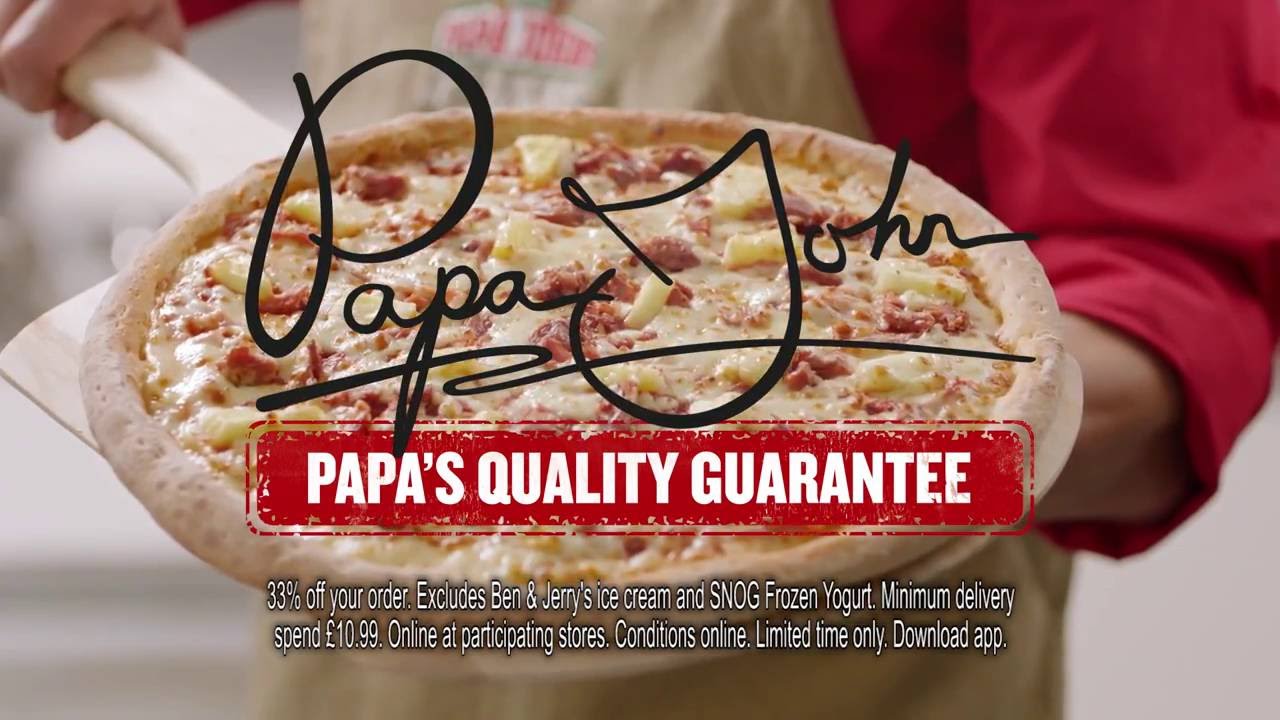 Papa John
PAPA'S QUALITY GUARANTEE
33% off your order. Excludes Ben & Jerry's ice cream and SNOG Frozen Yogurt. Minimum delivery
spend £10.99. Online at participating stores. Conditions online. Limited time only. Download app.